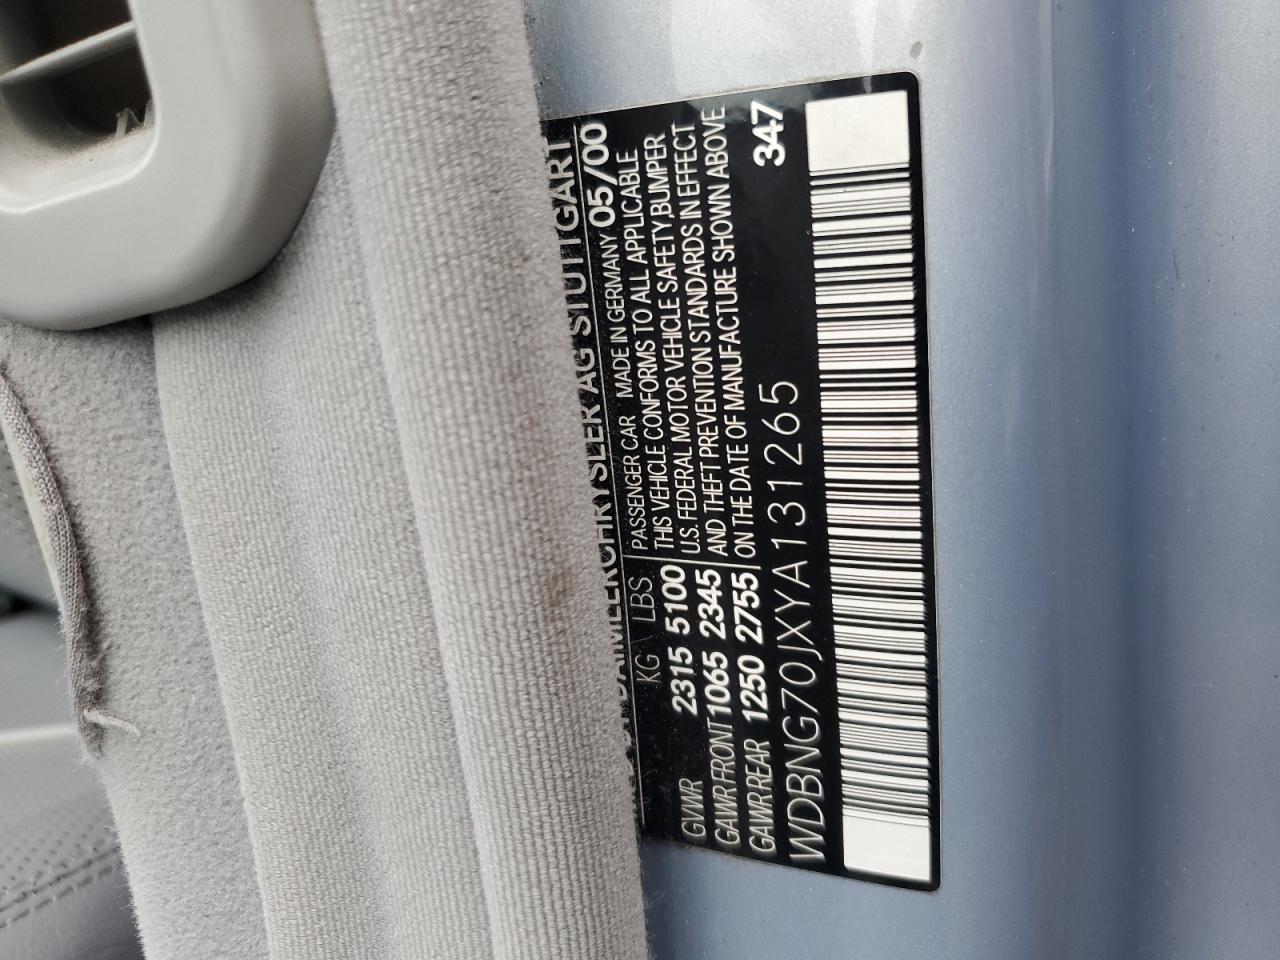 DAIMLERCHRYSLER AG STUTTGART
KG LBS PASSENGER CAR MADE IN GERMANY 05/00
GVWR 2315 5100 THIS VEHICLE CONFORMS TO ALL APPLICABLE
U.S. FEDERAL MOTOR VEHICLE SAFETY,BUMPER
GAWR FRONT 1065 2345 AND THEFT PREVENTION STANDARDS IN EFFECT
GAWR REAR 1250 2755 ON THE DATE OF MANUFACTURE SHOWN ABOVE
WDBNG70JXYA131265 347